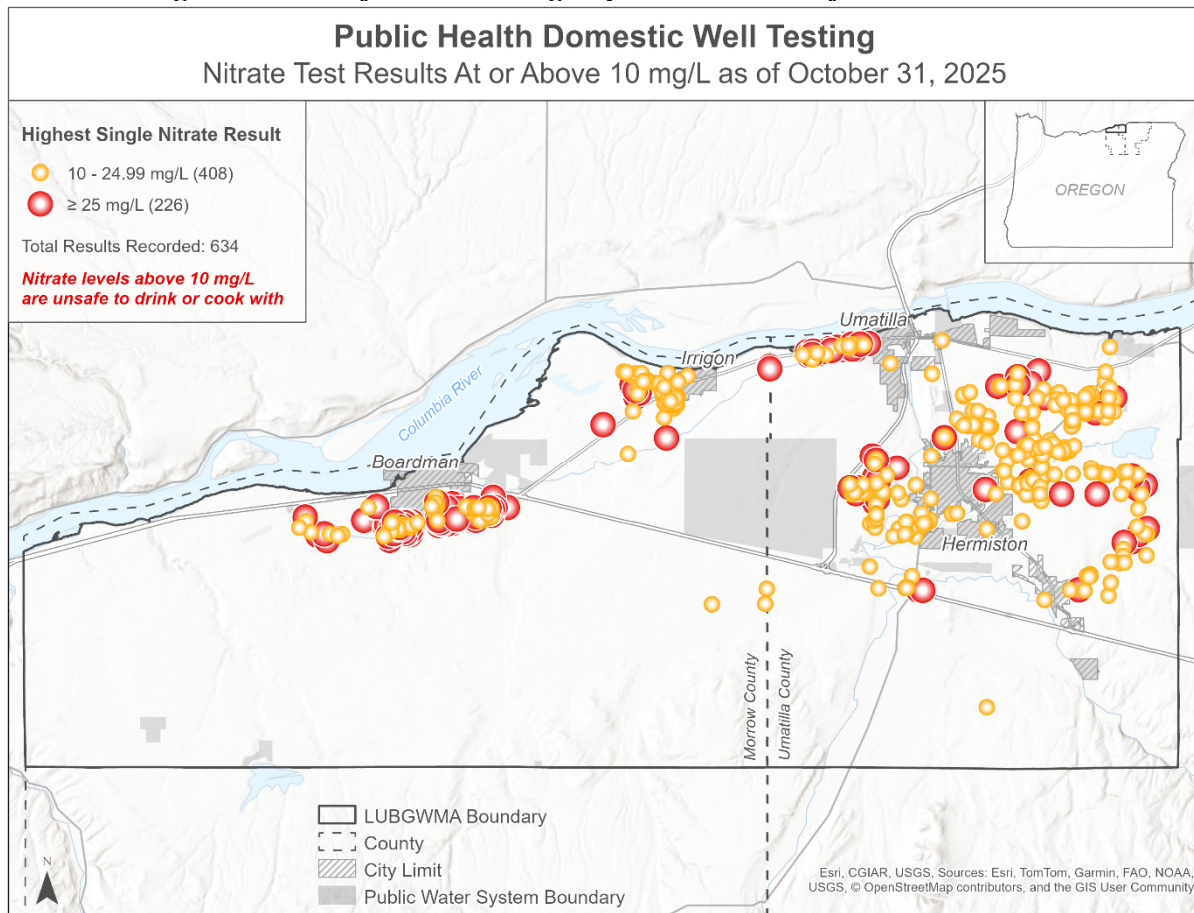 Public Health Domestic Well Testing
Nitrate Test Results At or Above 10 mg/L as of October 31, 2025
Highest Single Nitrate Result
10 - 24.99 mg/L (408)
≥ 25 mg/L (226)
Total Results Recorded: 634
Nitrate levels above 10 mg/L
are unsafe to drink or cook with
OREGON
Umatilla
Irrigon
Columbia River
Boardman
Hermiston
Morrow County
Umatilla County
LUBGWMA Boundary
County
City Limit
Public Water System Boundary
N
Esri, CGIAR, USGS, Sources: Esri, TomTom, Garmin, FAO, NOAA,
USGS, © OpenStreetMap contributors, and the GIS User Community